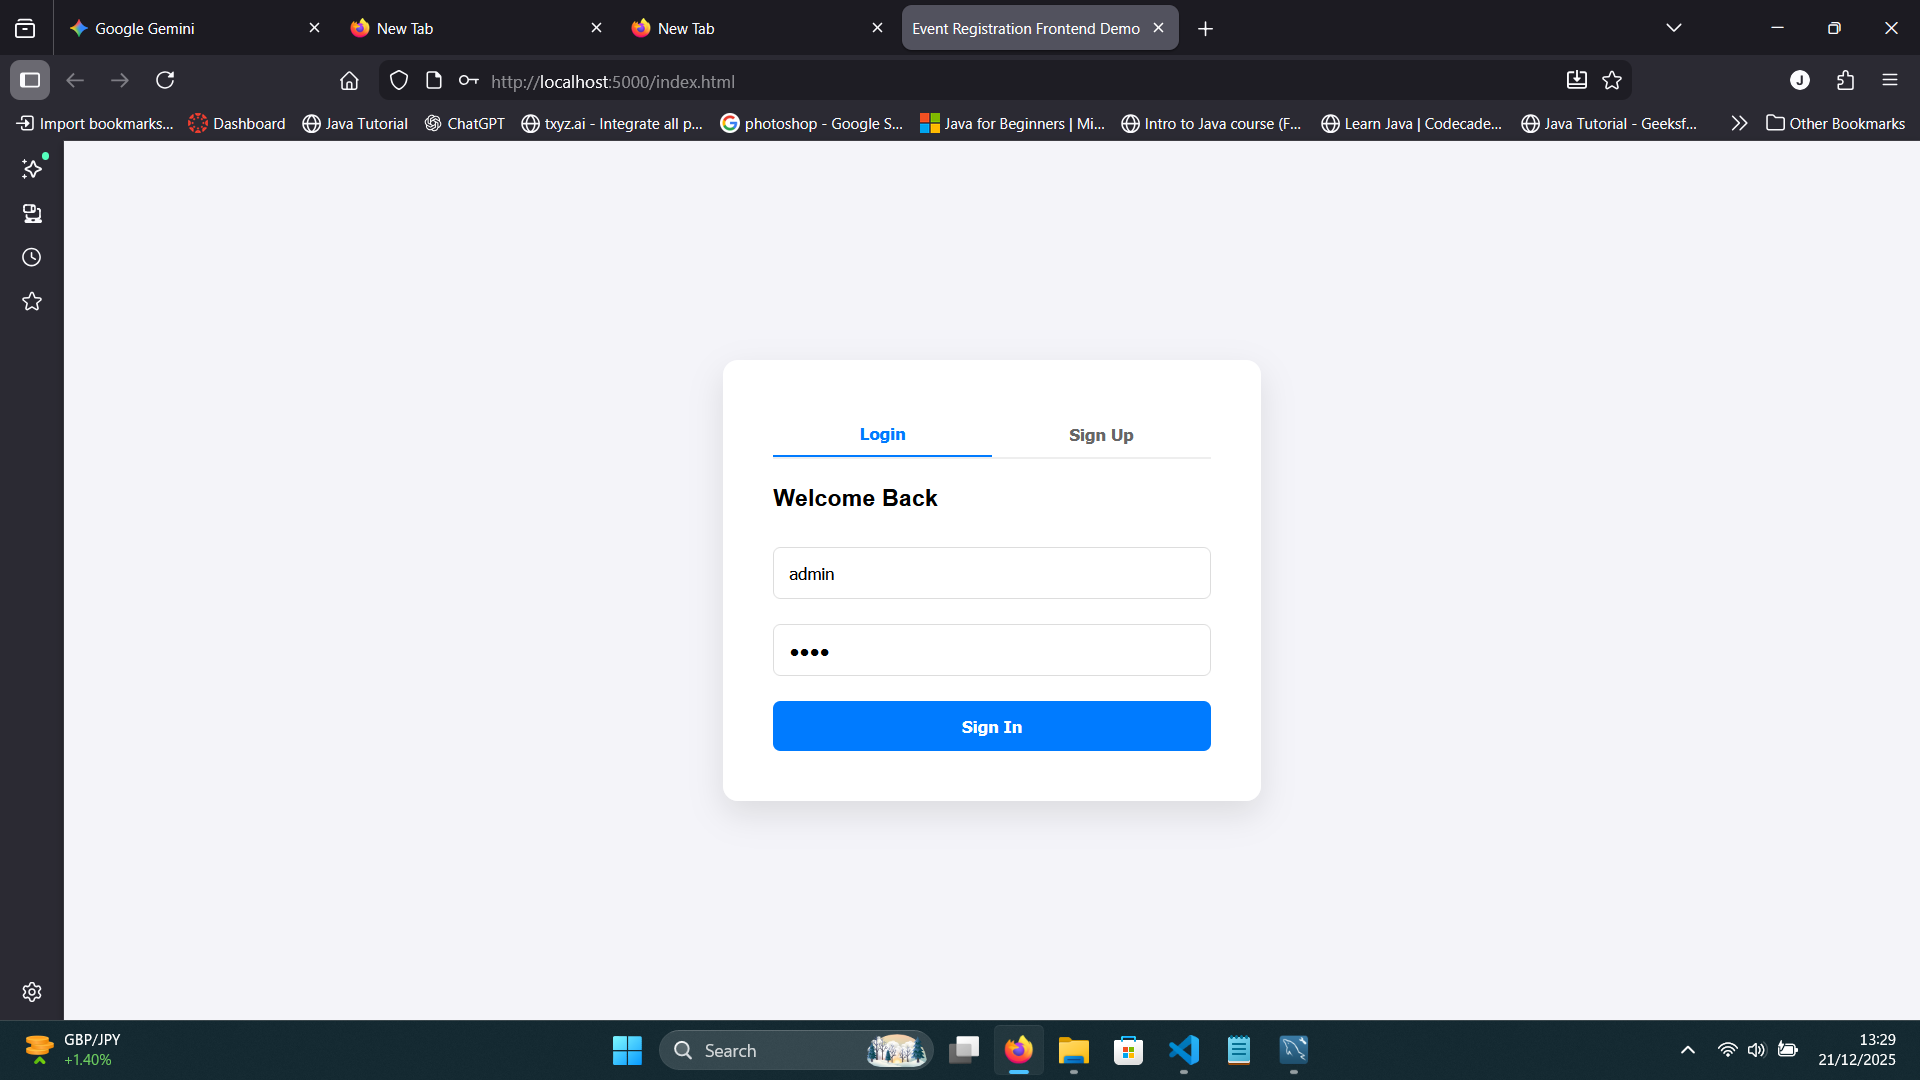 Google Gemini
New Tab
New Tab
Event Registration Frontend Demo
http://localhost:5000/index.html
J
Import bookmarks...
Dashboard
Java Tutorial
ChatGPT
txyz.ai - Integrate all p...
photoshop - Google S...
Java for Beginners | Mi...
Intro to Java course (F...
Learn Java | Codecade...
Java Tutorial - Geeksf...
Other Bookmarks
Login
Sign Up
Welcome Back
admin
••••
Sign In
GBP/JPY
+1.40%
Search
13:29
21/12/2025